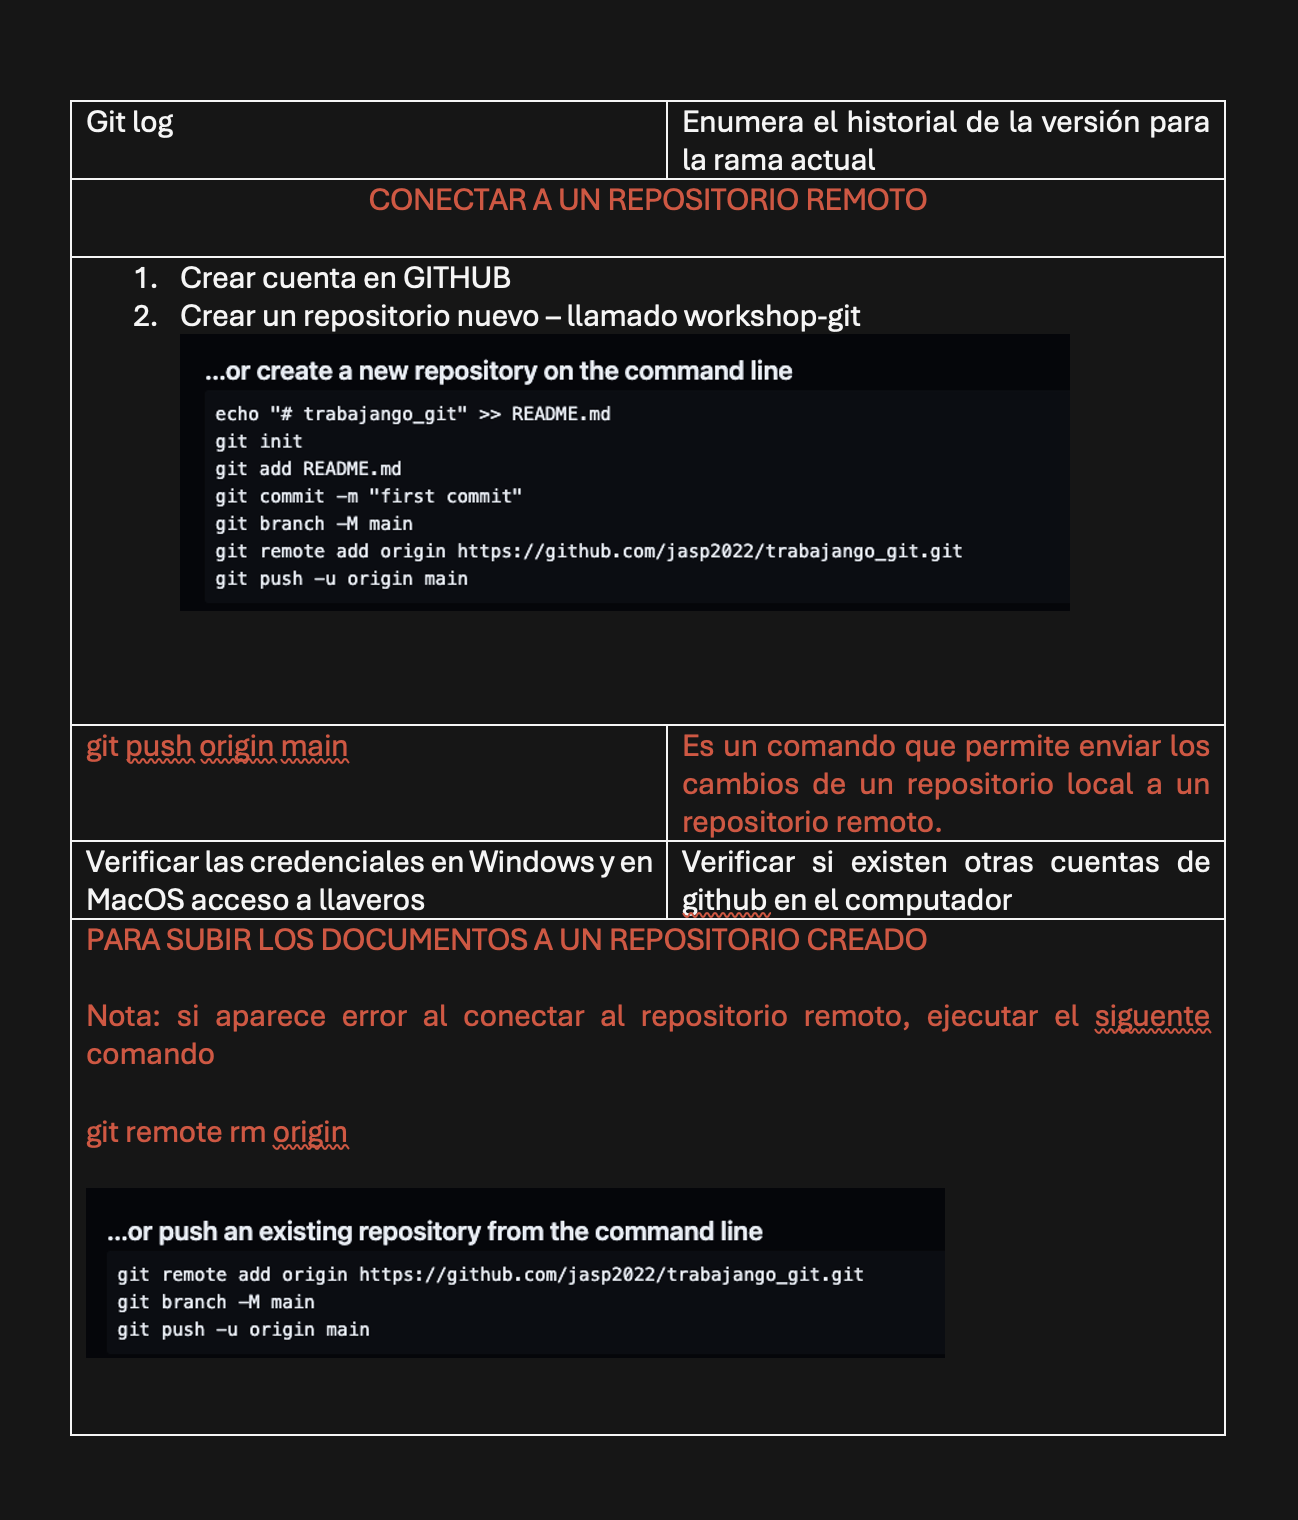 Git log
Enumera el historial de la versión para
la rama actual
CONECTAR A UN REPOSITORIO REMOTO
1. Crear cuenta en GITHUB
2. Crear un repositorio nuevo – llamado workshop-git
...or create a new repository on the command line
echo "# trabajango_git" >> README.md
git init
git add README.md
git commit -m "first commit"
git branch -M main
git remote add origin https://github.com/jasp2022/trabajango_git.git
git push -u origin main
git push origin main
Es un comando que permite enviar los
cambios de un repositorio local a un
repositorio remoto.
Verificar las credenciales en Windows y en
MacOS acceso a llaveros
Verificar si existen otras cuentas de
github en el computador
PARA SUBIR LOS DOCUMENTOS A UN REPOSITORIO CREADO
Nota: si aparece error al conectar al repositorio remoto, ejecutar el siguente
comando
git remote rm origin
...or push an existing repository from the command line
git remote add origin https://github.com/jasp2022/trabajango_git.git
git branch -M main
git push -u origin main